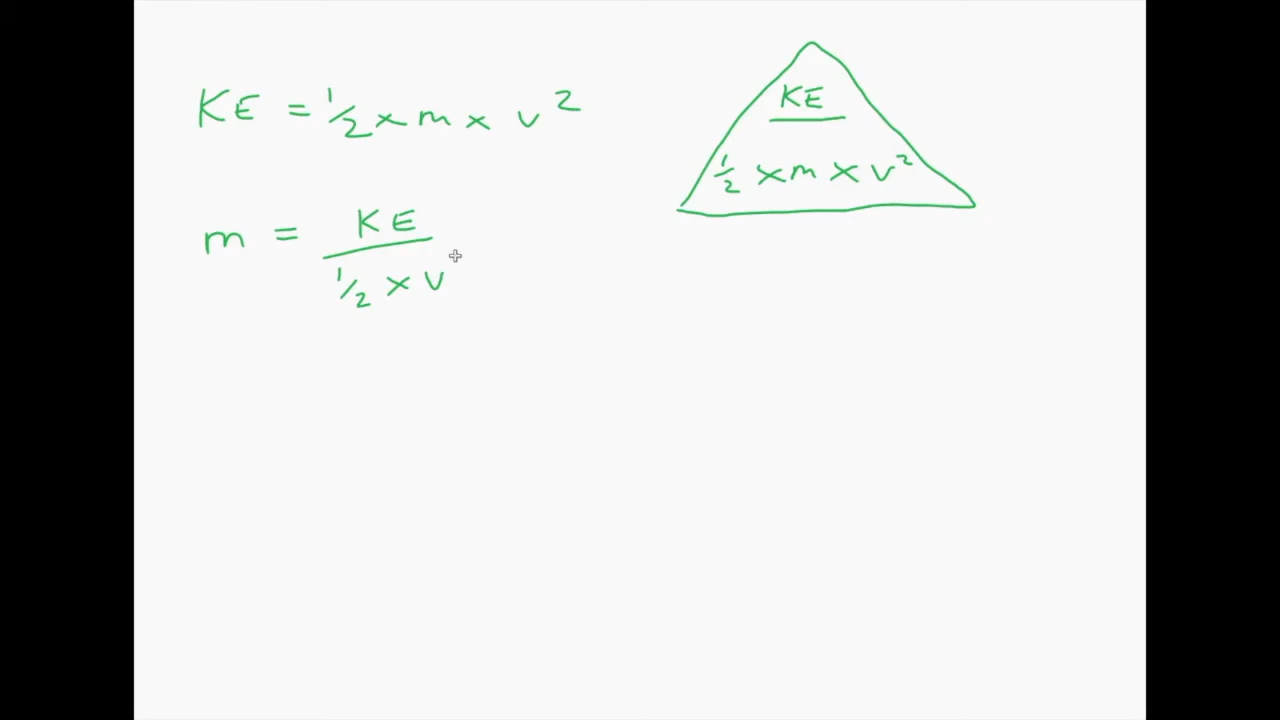 KE = 1/2 x m x v²
KE
1/2 x m x v²
m = KE
1/2 x v